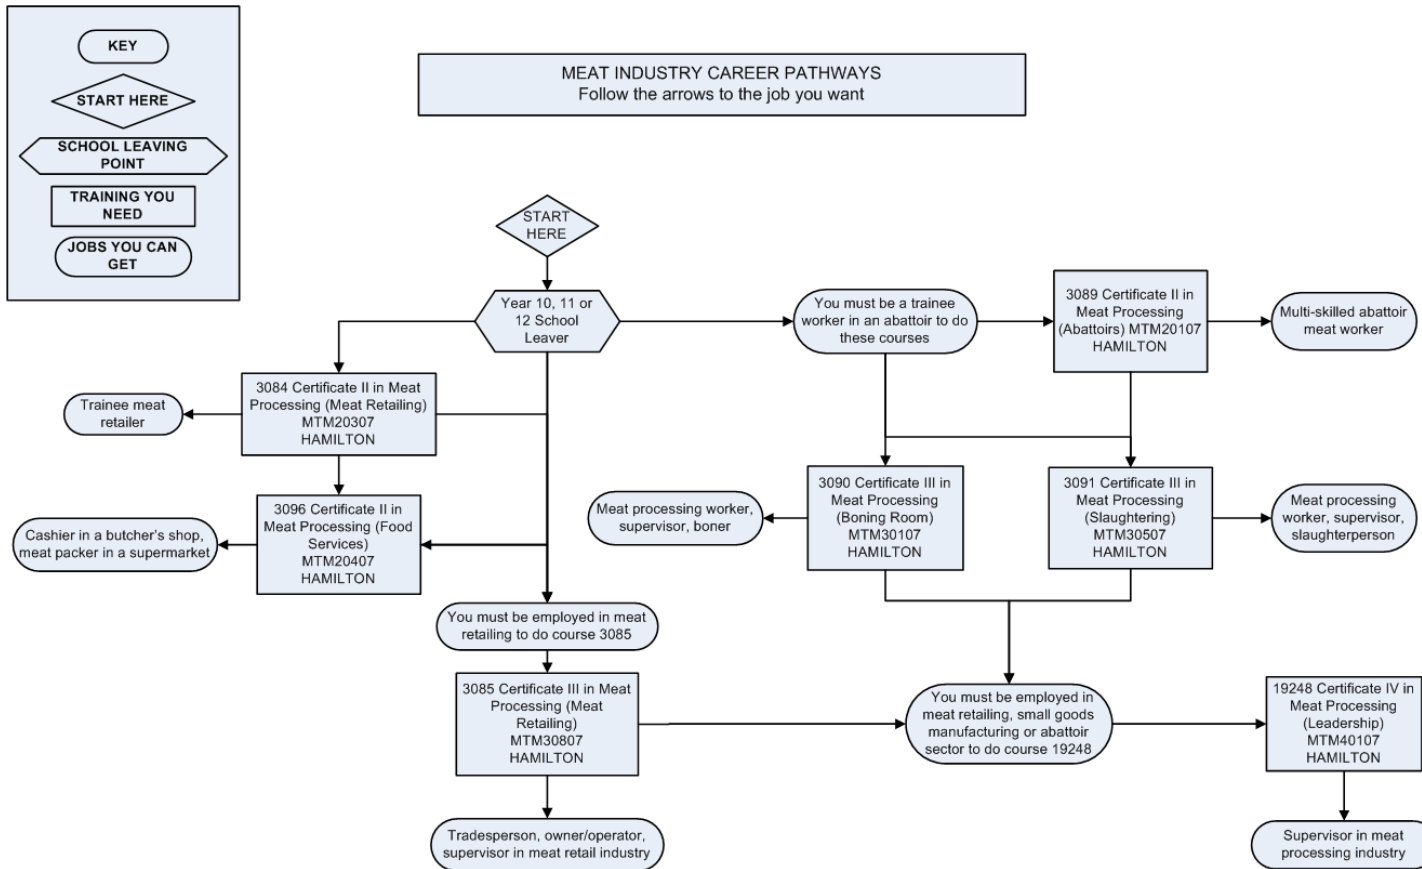 KEY
START HERE
SCHOOL LEAVING
POINT
TRAINING YOU
NEED
JOBS YOU CAN
GET
MEAT INDUSTRY CAREER PATHWAYS
Follow the arrows to the job you want
START
HERE
Year 10, 11 or
12 School
Leaver
You must be a trainee
worker in an abattoir to do
these courses
3089 Certificate II in
Meat Processing
(Abattoirs) MTM20107
HAMILTON
Multi-skilled abattoir
meat worker
3084 Certificate II in Meat
Processing (Meat Retailing)
MTM20307
HAMILTON
Trainee meat
retailer
3096 Certificate II in
Meat Processing (Food
Services)
MTM20407
HAMILTON
Cashier in a butcher's shop,
meat packer in a supermarket
Meat processing worker,
supervisor, boner
3090 Certificate III in
Meat Processing
(Boning Room)
MTM30107
HAMILTON
3091 Certificate III in
Meat Processing
(Slaughtering)
MTM30507
HAMILTON
Meat processing
worker, supervisor,
slaughterperson
You must be employed in meat
retailing to do course 3085
3085 Certificate III in Meat
Processing (Meat
Retailing)
MTM30807
HAMILTON
You must be employed in
meat retailing, small goods
manufacturing or abattoir
sector to do course 19248
19248 Certificate IV in
Meat Processing
(Leadership)
MTM40107
HAMILTON
Tradesperson, owner/operator,
supervisor in meat retail industry
Supervisor in meat
processing industry